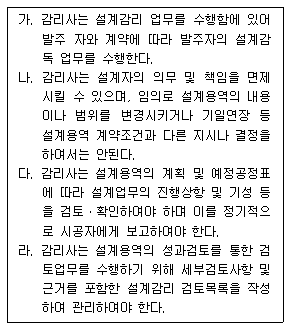 가. 감리사는 설계감리 업무를 수행함에 있어
발주 자와 계약에 따라 발주자의 설계감
독 업무를 수행한다.
나. 감리사는 설계자의 의무 및 책임을 면제
시킬 수 있으며, 임의로 설계용역의 내용
이나 범위를 변경시키거나 기일연장 등
설계용역 계약조건과 다른 지시나 결정을
하여서는 안된다.
다. 감리사는 설계용역의 계획 및 예정공정표
에 따라 설계업무의 진행상항 및 기성 등
을 검토·확인하여야 하며 이를 정기적으
로 시공자에게 보고하여야 한다.
라. 감리사는 설계용역의 성과검토를 통한 검
토업무를 수행하기 위해 세부검토사항 및
근거를 포함한 설계감리 검토목록을 작성
하여 관리하여야 한다.